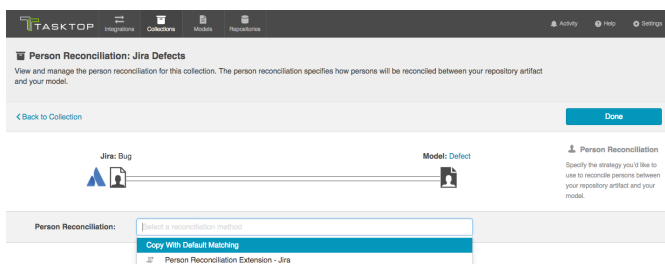 TASKTOP
Integrations
Collections
Models
Repositories
Activity
Help
Settings
Person Reconciliation: Jira Defects
View and manage the person reconciliation for this collection. The person reconciliation specifies how persons will be reconciled between your repository artifact
and your model.
Back to Collection
Done
Jira: Bug
Model: Defect
Person Reconciliation
Specify the strategy you'd like to
use to reconcile persons between
your repository artifact and your
model.
Person Reconciliation:
Select a reconciliation method
Copy With Default Matching
Person Reconciliation Extension - Jira